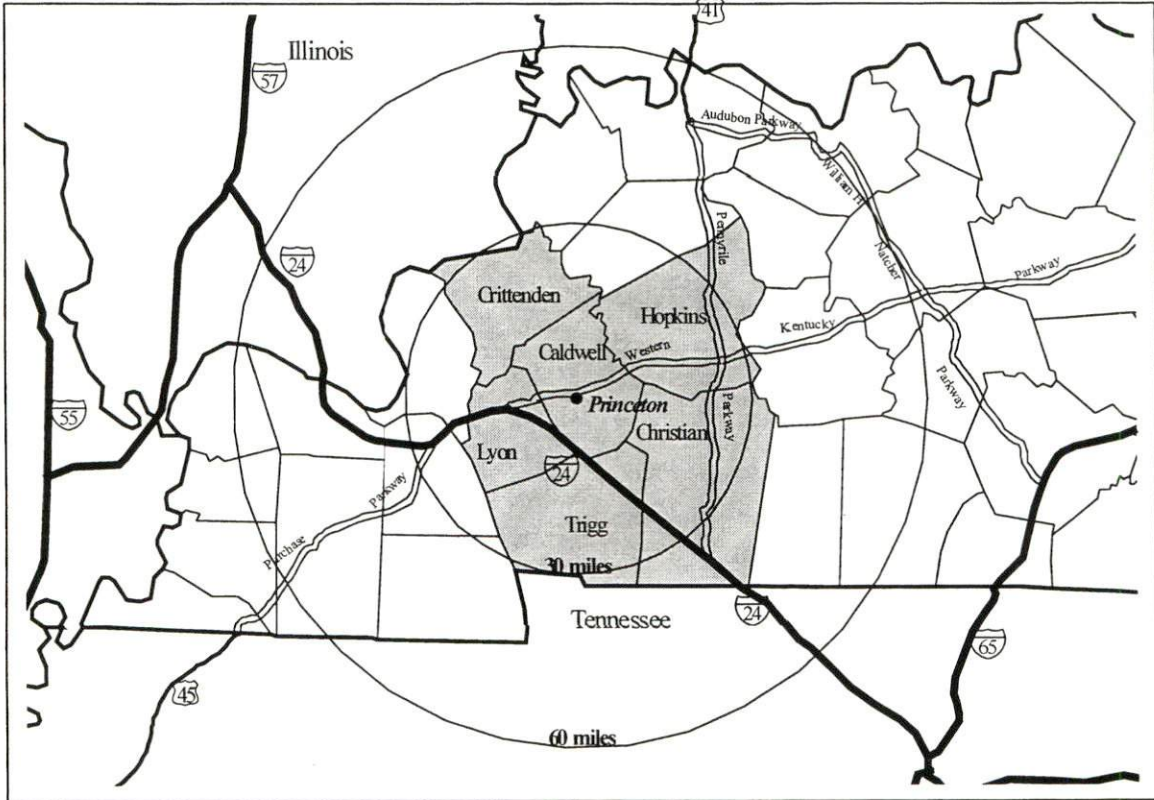 41
Illinois
57
Audubon Parkway
William H
Pennyrile
24
Natcher
Parkway
Crittenden
Hopkins
Kentucky
Caldwell
Western
55
Princeton
Parkway
Parkway
Christian
Lyon
24
Parkway
Trigg
Purchase
30 miles
Tennessee
24
65
45
60 miles